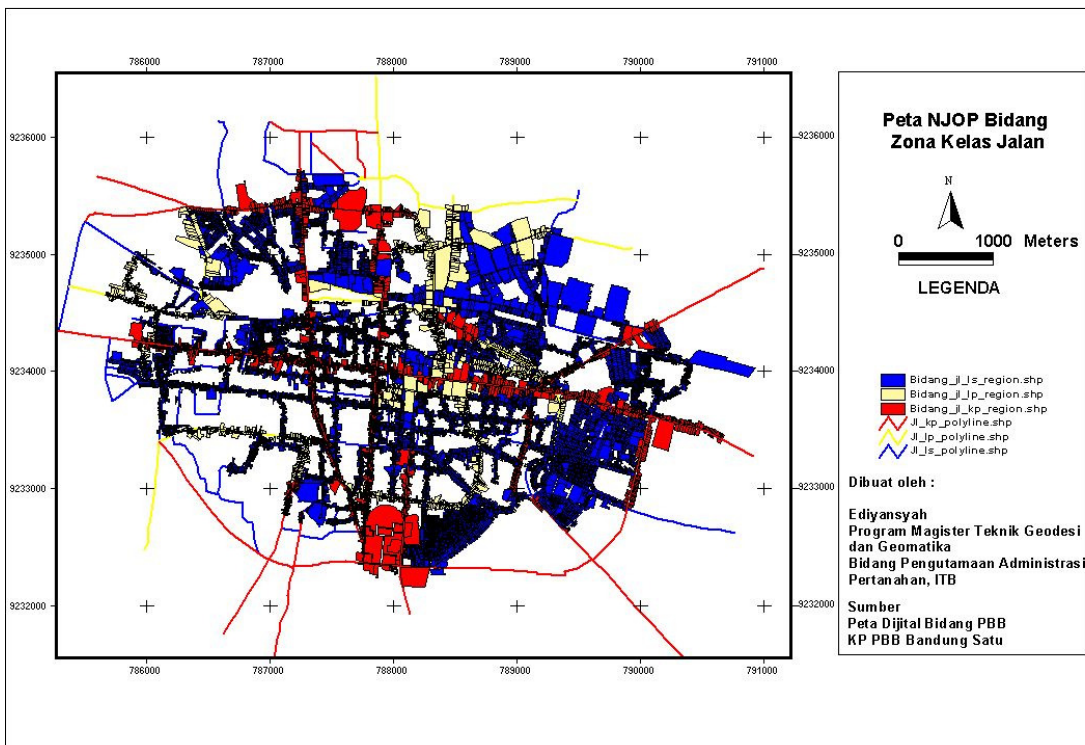 786000 787000 788000 789000 790000 791000
9236000 9236000
9235000 9235000
9234000 9234000
9233000 9233000
9232000 9232000
786000 787000 788000 789000 790000 791000
Peta NJOP Bidang
Zona Kelas Jalan
N
0 1000 Meters
LEGENDA
Bidang_jl_ls_region.shp
Bidang_jl_lp_region.shp
Bidang_jl_kp_region.shp
Jl_kp_polyline.shp
Jl_lp_polyline.shp
Jl_ls_polyline.shp
Dibuat oleh :
Ediyansyah
Program Magister Teknik Geodesi
dan Geomatika
Bidang Pengutamaan Administrasi
Pertanahan, ITB
Sumber
Peta Dijital Bidang PBB
KP PBB Bandung Satu